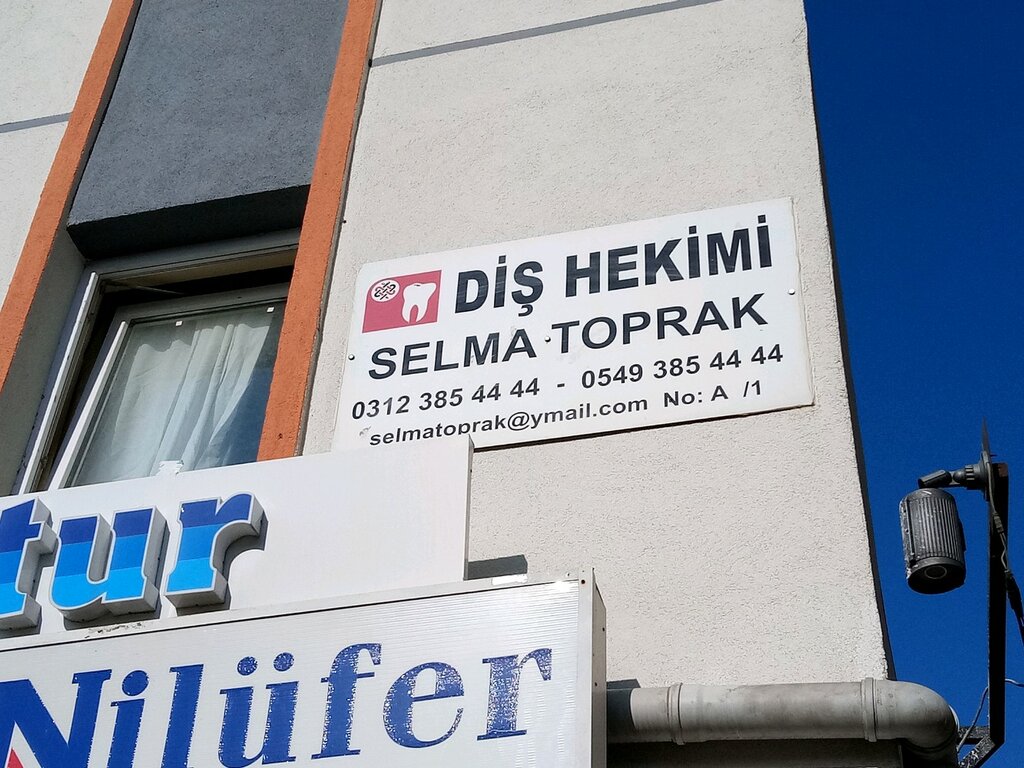 DİŞ HEKİMİ
SELMA TOPRAK
0312 385 44 44 - 0549 385 44 44
selmatoprak@ymail.com No: A /1
tur
Nilüfer